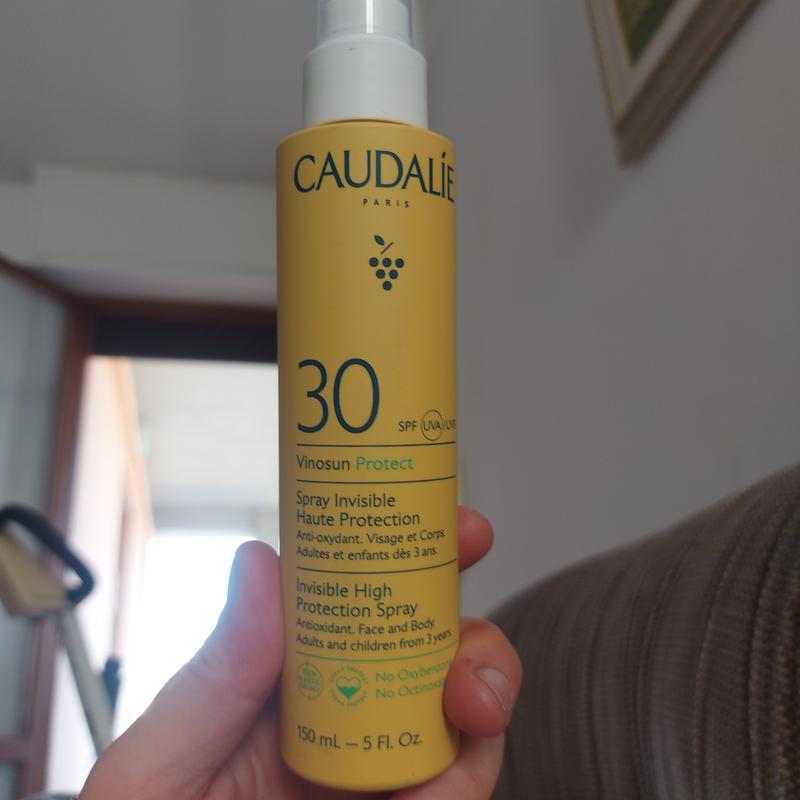 CAUDALÍE
PARIS
30
SPF UVA/UVB
Vinosun Protect
Spray Invisible
Haute Protection
Anti-oxydant. Visage et Corps.
Adultes et enfants dès 3 ans.
Invisible High
Protection Spray
Antioxidant. Face and Body.
Adults and children from 3 years.
No Oxybenzone
No Octinoxate
150 mL – 5 Fl. Oz.